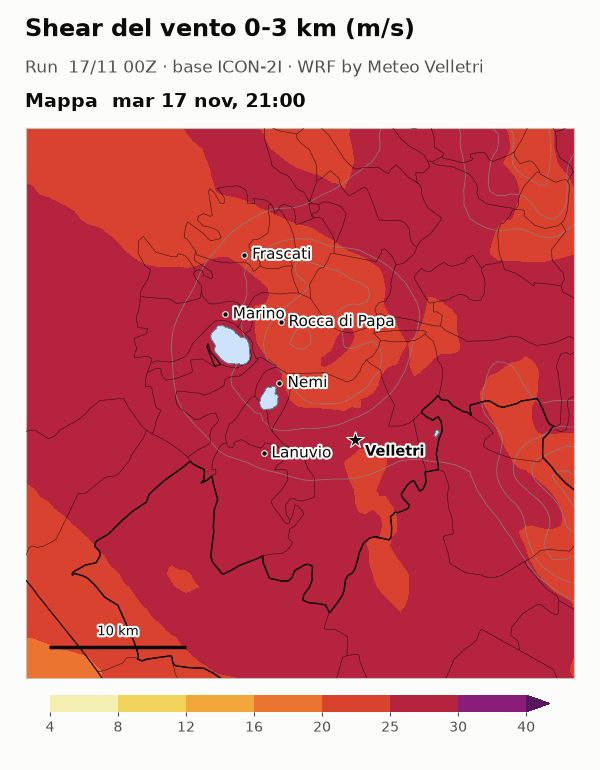 Shear del vento 0-3 km (m/s)
Run  17/11 00Z · base ICON-2I · WRF by Meteo Velletri
Mappa  mar 17 nov, 21:00
Frascati
Marino
Rocca di Papa
Nemi
Velletri
Lanuvio
10 km
4 8 12 16 20 25 30 40